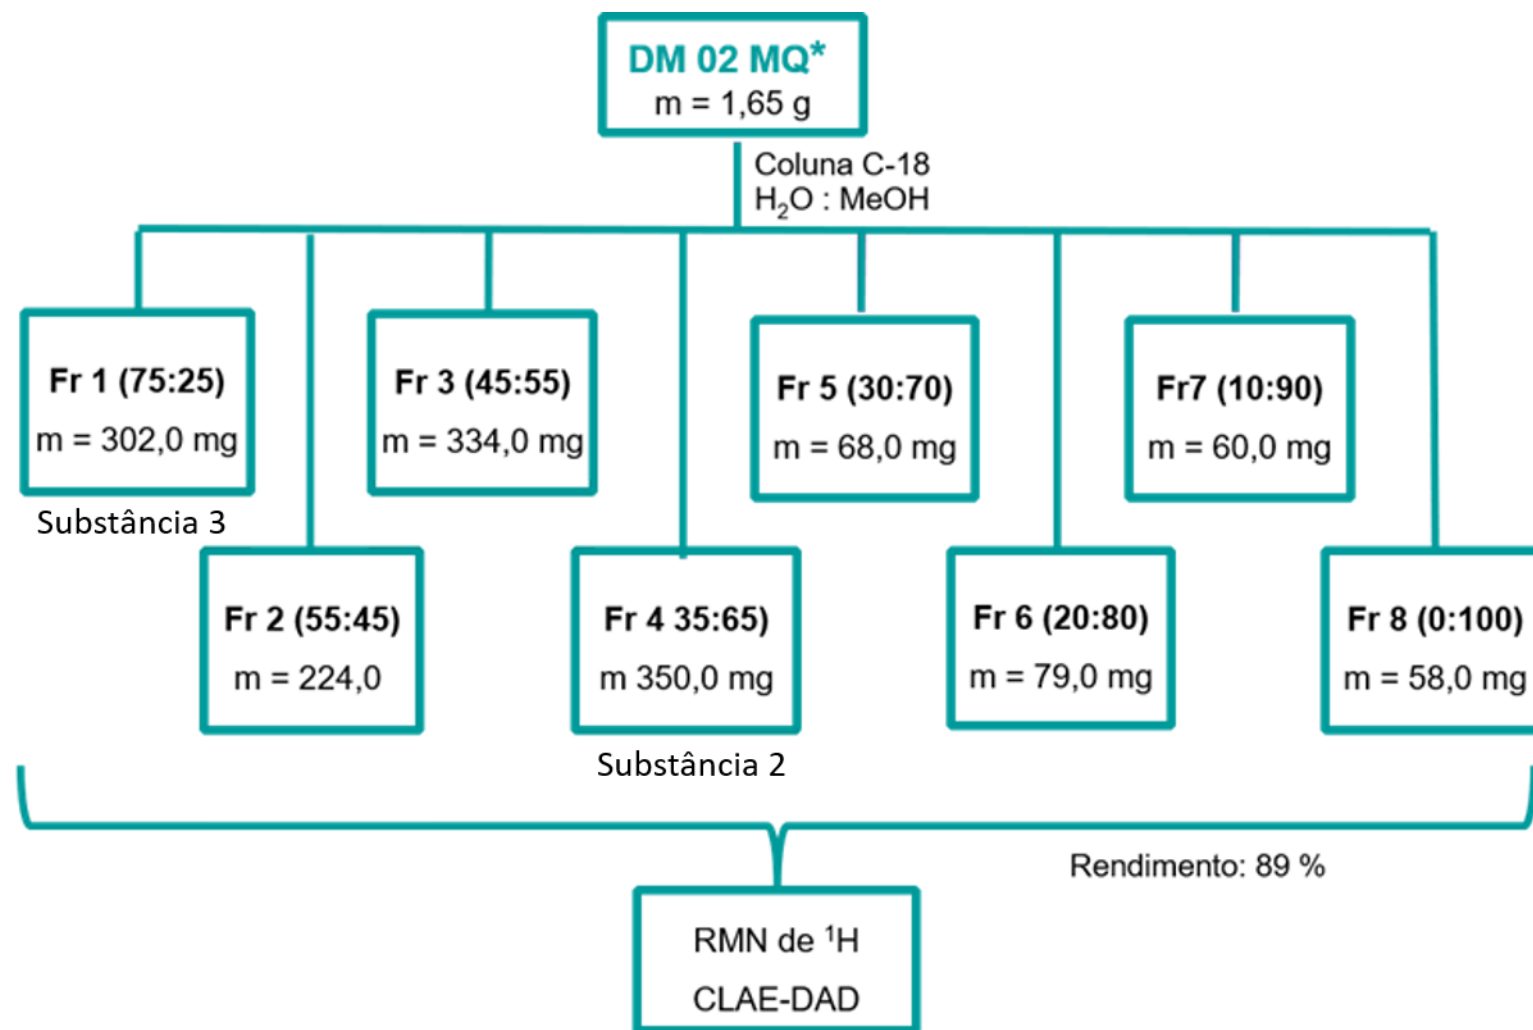 DM 02 MQ*
m = 1,65 g
Coluna C-18
H₂O : MeOH
Fr 1 (75:25)
m = 302,0 mg
Substância 3
Fr 3 (45:55)
m = 334,0 mg
Fr 5 (30:70)
m = 68,0 mg
Fr7 (10:90)
m = 60,0 mg
Fr 2 (55:45)
m = 224,0
Fr 4 35:65)
m 350,0 mg
Substância 2
Fr 6 (20:80)
m = 79,0 mg
Fr 8 (0:100)
m = 58,0 mg
Rendimento: 89 %
RMN de ¹H
CLAE-DAD